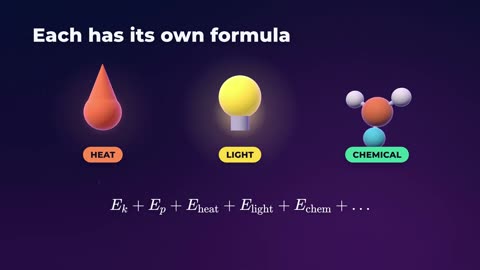 Each has its own formula
HEAT LIGHT CHEMICAL
E_k + E_p + E_heat + E_light + E_chem + ...